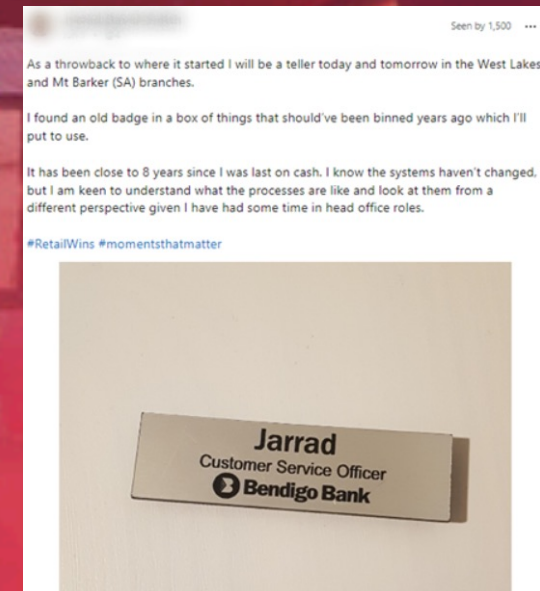 Seen by 1,500 ...
As a throwback to where it started I will be a teller today and tomorrow in the West Lakes
and Mt Barker (SA) branches.
I found an old badge in a box of things that should've been binned years ago which I'll
put to use.
It has been close to 8 years since I was last on cash. I know the systems haven't changed,
but I am keen to understand what the processes are like and look at them from a
different perspective given I have had some time in head office roles.
#RetailWins #momentsthatmatter
Jarrad
Customer Service Officer
Bendigo Bank